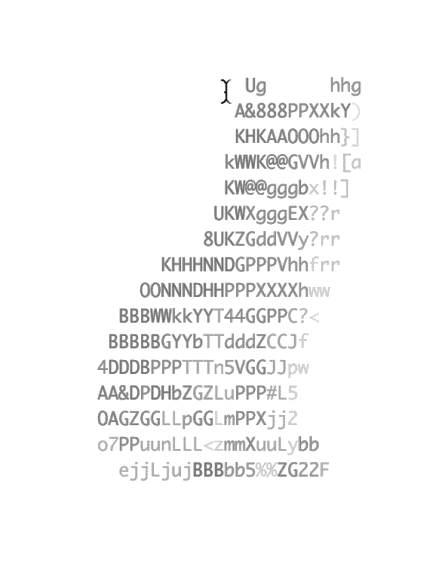 Ug hhg
A&888PPXXkY)
KHKAAOOOhh}]
kWWK@@GVVh![a
KW@@gggbx!!]
UKWXgggEX??r
8UKZGddVVy?rr
KHHHNNDGPPPVhhfrr
OONNNDHHPPPXXXXhww
BBBWWkkYYT44GGPPC?<
BBBBBGYYbTTdddZCCJf
4DDDBPPPTTTn5VGGJJpw
AA&DPDHbZGZLuPPP#L5
OAGZGGLLpGGLmPPXjj2
o7PPuunLLL<zmmXuuLybb
ejjLjujBBBbb5%%ZG22F